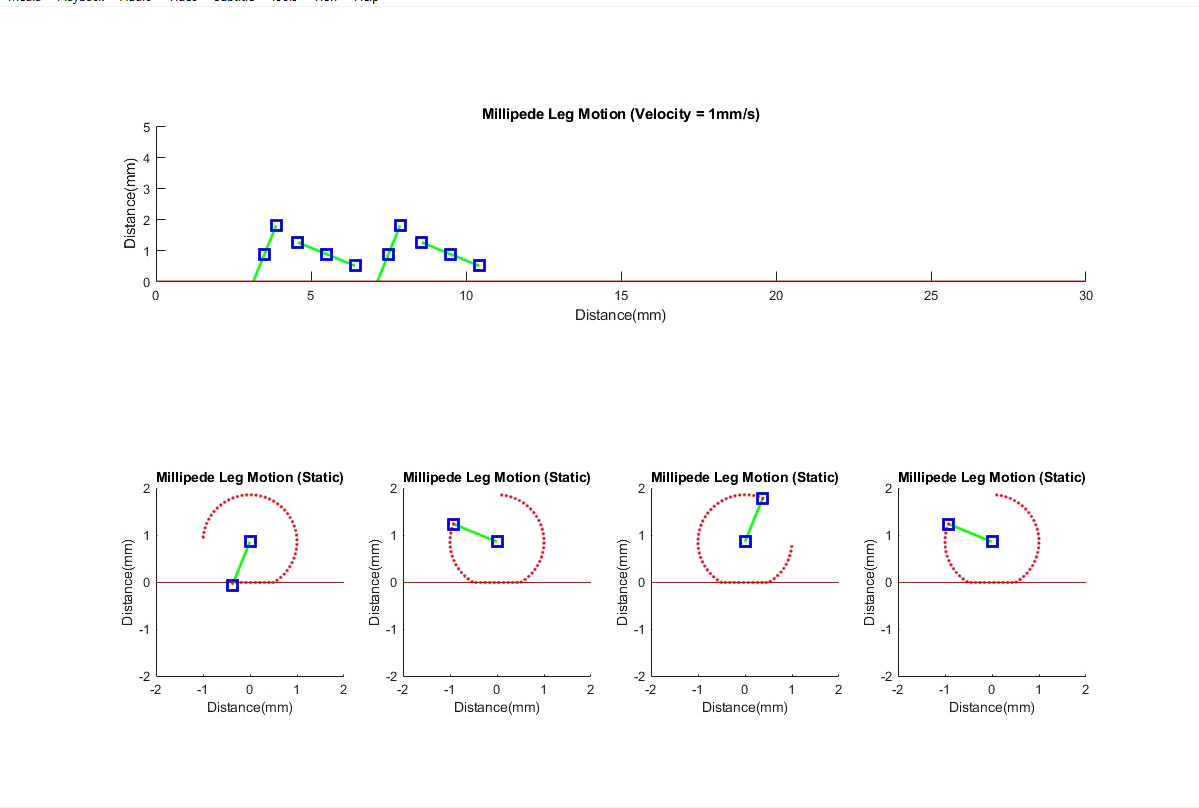 Millipede Leg Motion (Velocity = 1mm/s)
5
4
3
2
1
0
Distance(mm)
0 5 10 15 20 25 30
Distance(mm)
Millipede Leg Motion (Static) Millipede Leg Motion (Static) Millipede Leg Motion (Static) Millipede Leg Motion (Static)
2 2 2 2
1 1 1 1
0 0 0 0
-1 -1 -1 -1
-2 -2 -2 -2
Distance(mm) Distance(mm) Distance(mm) Distance(mm)
-2 -1 0 1 2 -2 -1 0 1 2 -2 -1 0 1 2 -2 -1 0 1 2
Distance(mm) Distance(mm) Distance(mm) Distance(mm)